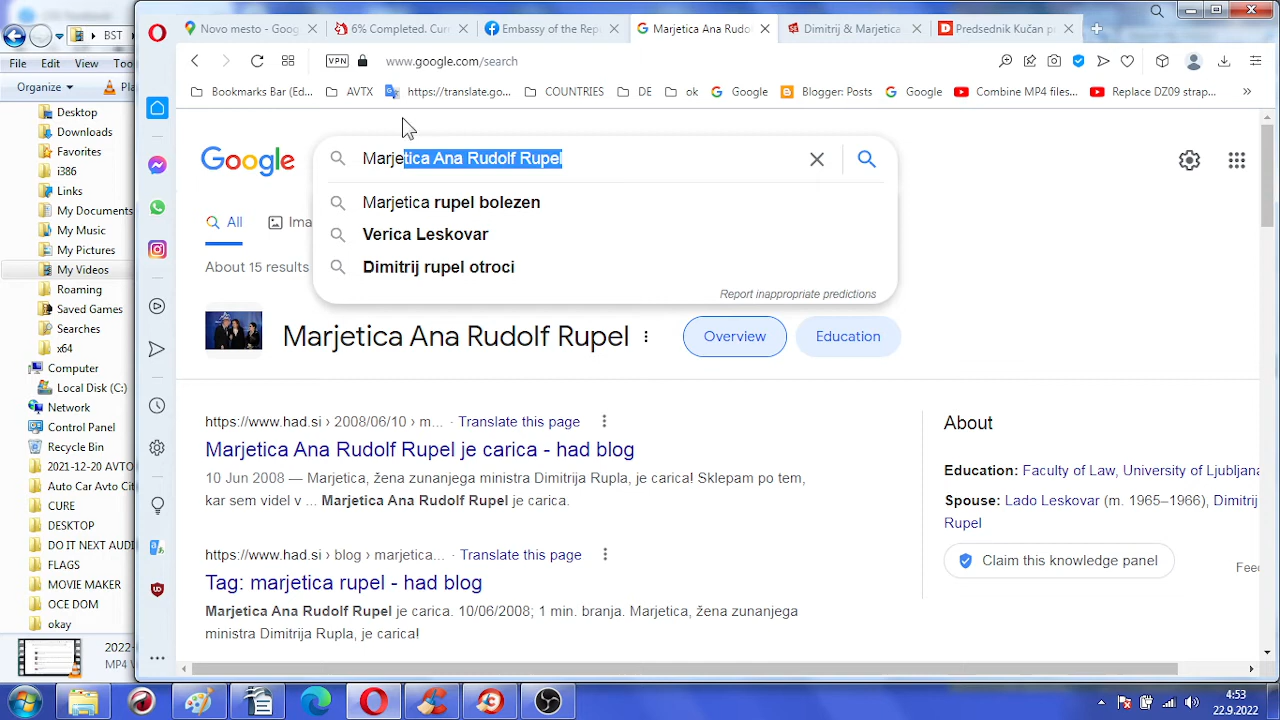 Novo mesto - Goog
6% Completed. Curr
Embassy of the Rep
Marjetica Ana Rudo
Dimitrij & Marjetica
Predsednik Kučan p
VPN
www.google.com/search
File Edit View Too
BST
Organize
Pla
Bookmarks Bar (Ed...
AVTX
https://translate.go...
COUNTRIES
DE
ok
Google
Blogger: Posts
Google
Combine MP4 files...
Replace DZ09 strap...
»
Desktop
Downloads
Favorites
i386
Links
My Documents
My Music
My Pictures
My Videos
Roaming
Saved Games
Searches
x64
Computer
Local Disk (C:)
Network
Control Panel
Recycle Bin
2021-12-20 AVTO
Auto Car Avto Cit
CURE
DESKTOP
DO IT NEXT AUDI
FLAGS
MOVIE MAKER
OCE DOM
okay
2022-
MP4 V
Google
Marjetica Ana Rudolf Rupel
Marjetica rupel bolezen
Verica Leskovar
Dimitrij rupel otroci
Report inappropriate predictions
All
Ima
About 15 results
Marjetica Ana Rudolf Rupel
Overview
Education
https://www.had.si › 2008/06/10 › m... · Translate this page
Marjetica Ana Rudolf Rupel je carica - had blog
10 Jun 2008 — Marjetica, žena zunanjega ministra Dimitrija Rupla, je carica! Sklepam po tem,
kar sem videl v ... Marjetica Ana Rudolf Rupel je carica.
https://www.had.si › blog › marjetica... · Translate this page
Tag: marjetica rupel - had blog
Marjetica Ana Rudolf Rupel je carica. 10/06/2008; 1 min. branja. Marjetica, žena zunanjega
ministra Dimitrija Rupla, je carica!
About
Education: Faculty of Law, University of Ljubljana
Spouse: Lado Leskovar (m. 1965–1966), Dimitrij
Rupel
Claim this knowledge panel
Feed
4:53
22.9.2022